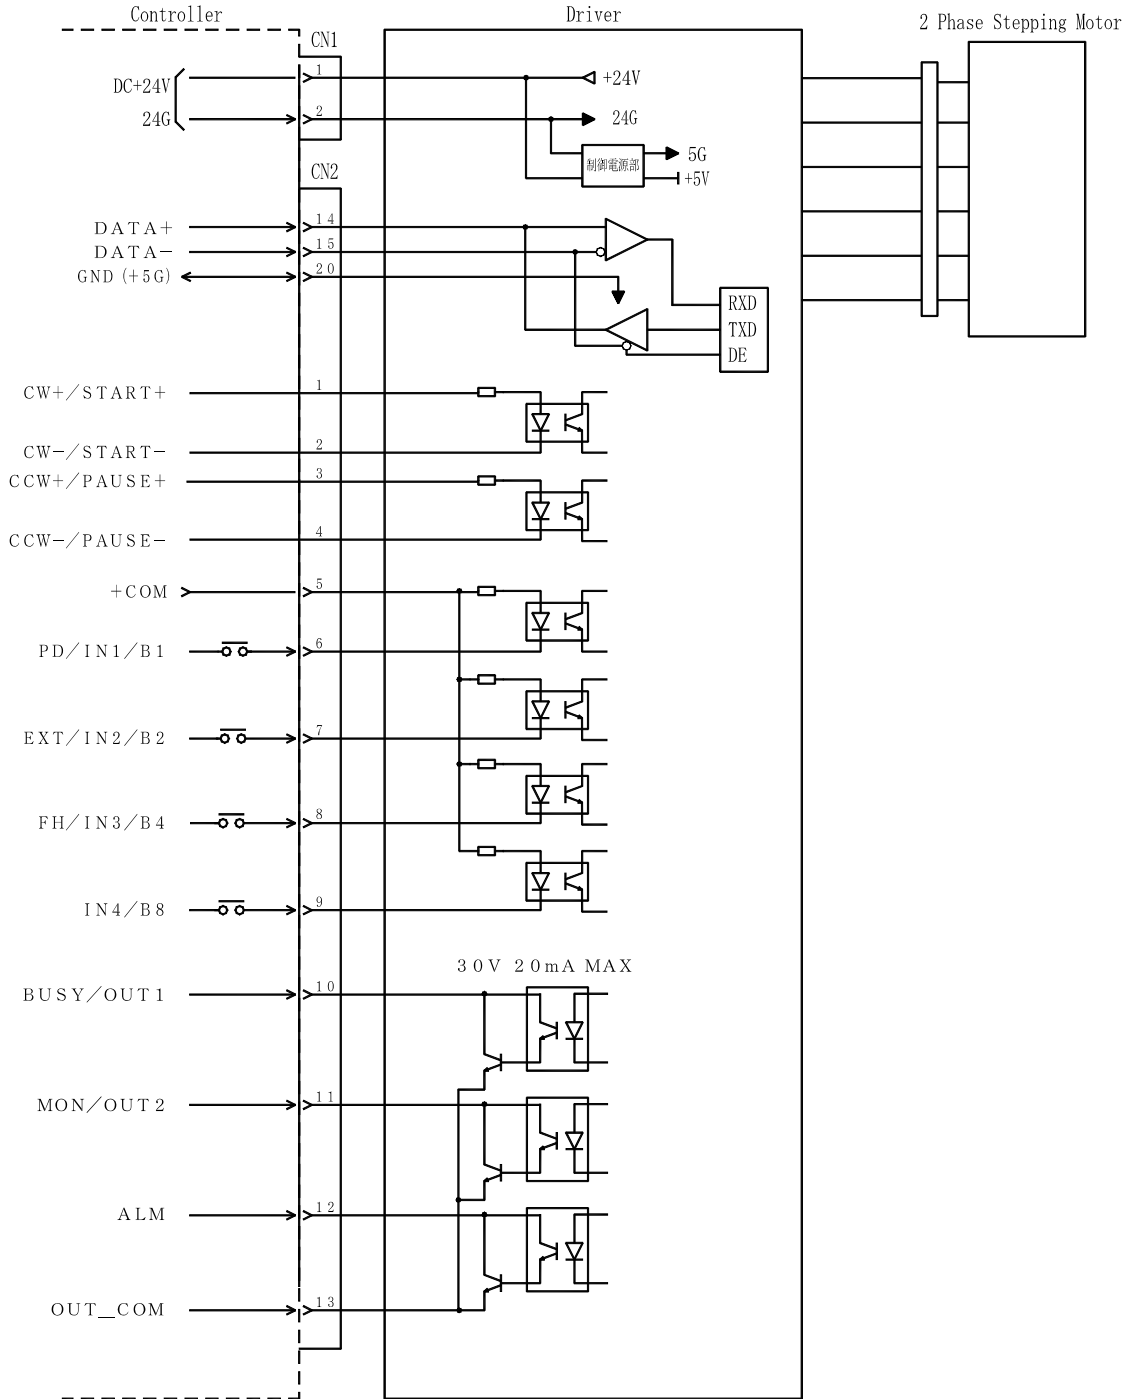 Controller
Driver
2 Phase Stepping Motor
CN1
DC+24V
1
+24V
24G
2
24G
制御電源部
5G
+5V
CN2
DATA+
14
DATA−
15
GND(+5G)
20
RXD
TXD
DE
CW+/START+
1
CW−/START−
2
CCW+/PAUSE+
3
CCW−/PAUSE−
4
+COM
5
PD/IN1/B1
6
EXT/IN2/B2
7
FH/IN3/B4
8
IN4/B8
9
30V 20mA MAX
BUSY/OUT1
10
MON/OUT2
11
ALM
12
OUT_COM
13